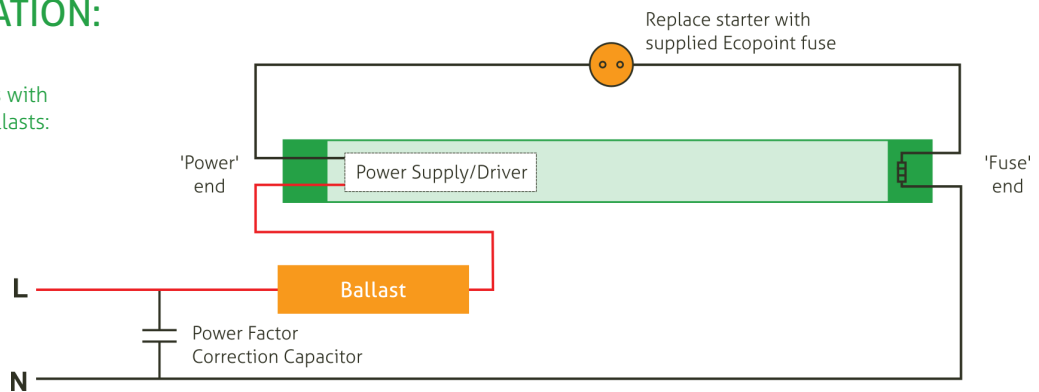 ATION:
Replace starter with
supplied Ecopoint fuse
with
llasts:
'Power'
end
Power Supply/Driver
'Fuse'
end
L
Ballast
Power Factor
Correction Capacitor
N